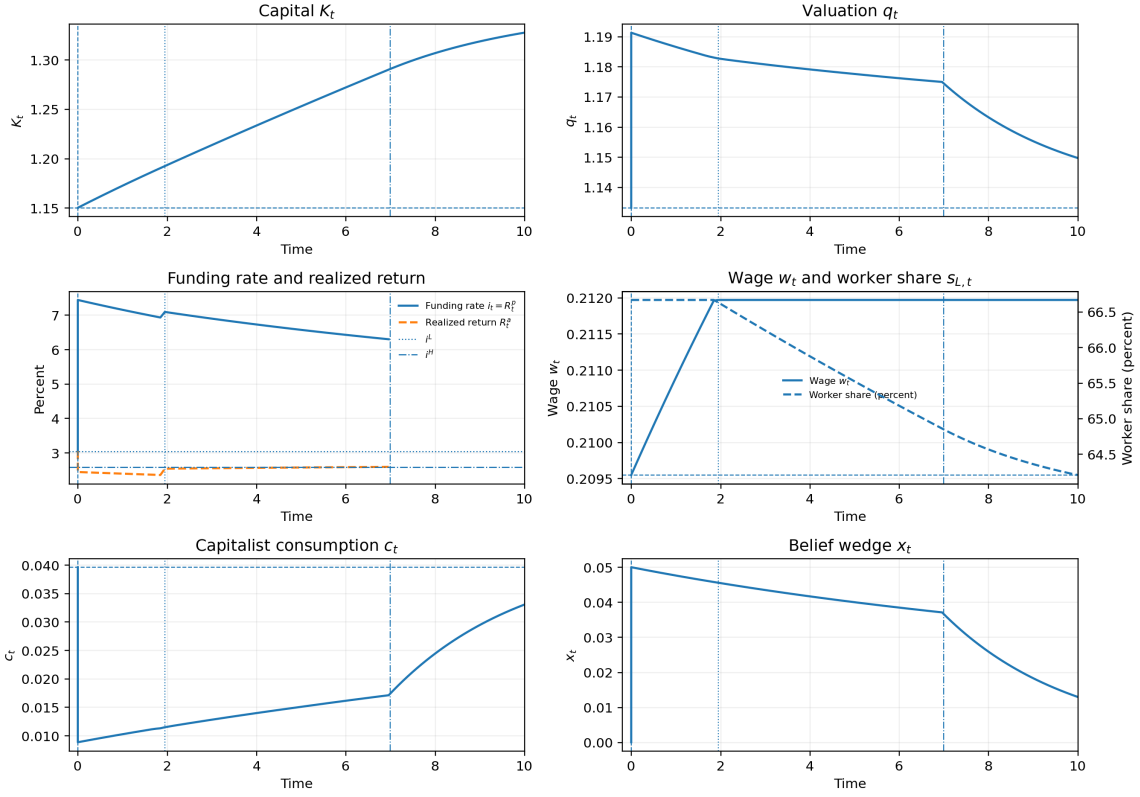 Capital K_t
1.30
1.25
1.20
1.15
K_t
0 2 4 6 8 10
Time
Valuation q_t
1.19
1.18
1.17
1.16
1.15
1.14
q_t
0 2 4 6 8 10
Time
Funding rate and realized return
7
6
5
4
3
Percent
Funding rate i_t = R_t^p
Realized return R_t^a
i^L
i^H
0 2 4 6 8 10
Time
Wage w_t and worker share s_{L,t}
0.2120
0.2115
0.2110
0.2105
0.2100
0.2095
Wage w_t
Wage w_t
Worker share (percent)
66.5
66.0
65.5
65.0
64.5
Worker share (percent)
0 2 4 6 8 10
Time
Capitalist consumption c_t
0.040
0.035
0.030
0.025
0.020
0.015
0.010
c_t
0 2 4 6 8 10
Time
Belief wedge x_t
0.05
0.04
0.03
0.02
0.01
0.00
x_t
0 2 4 6 8 10
Time